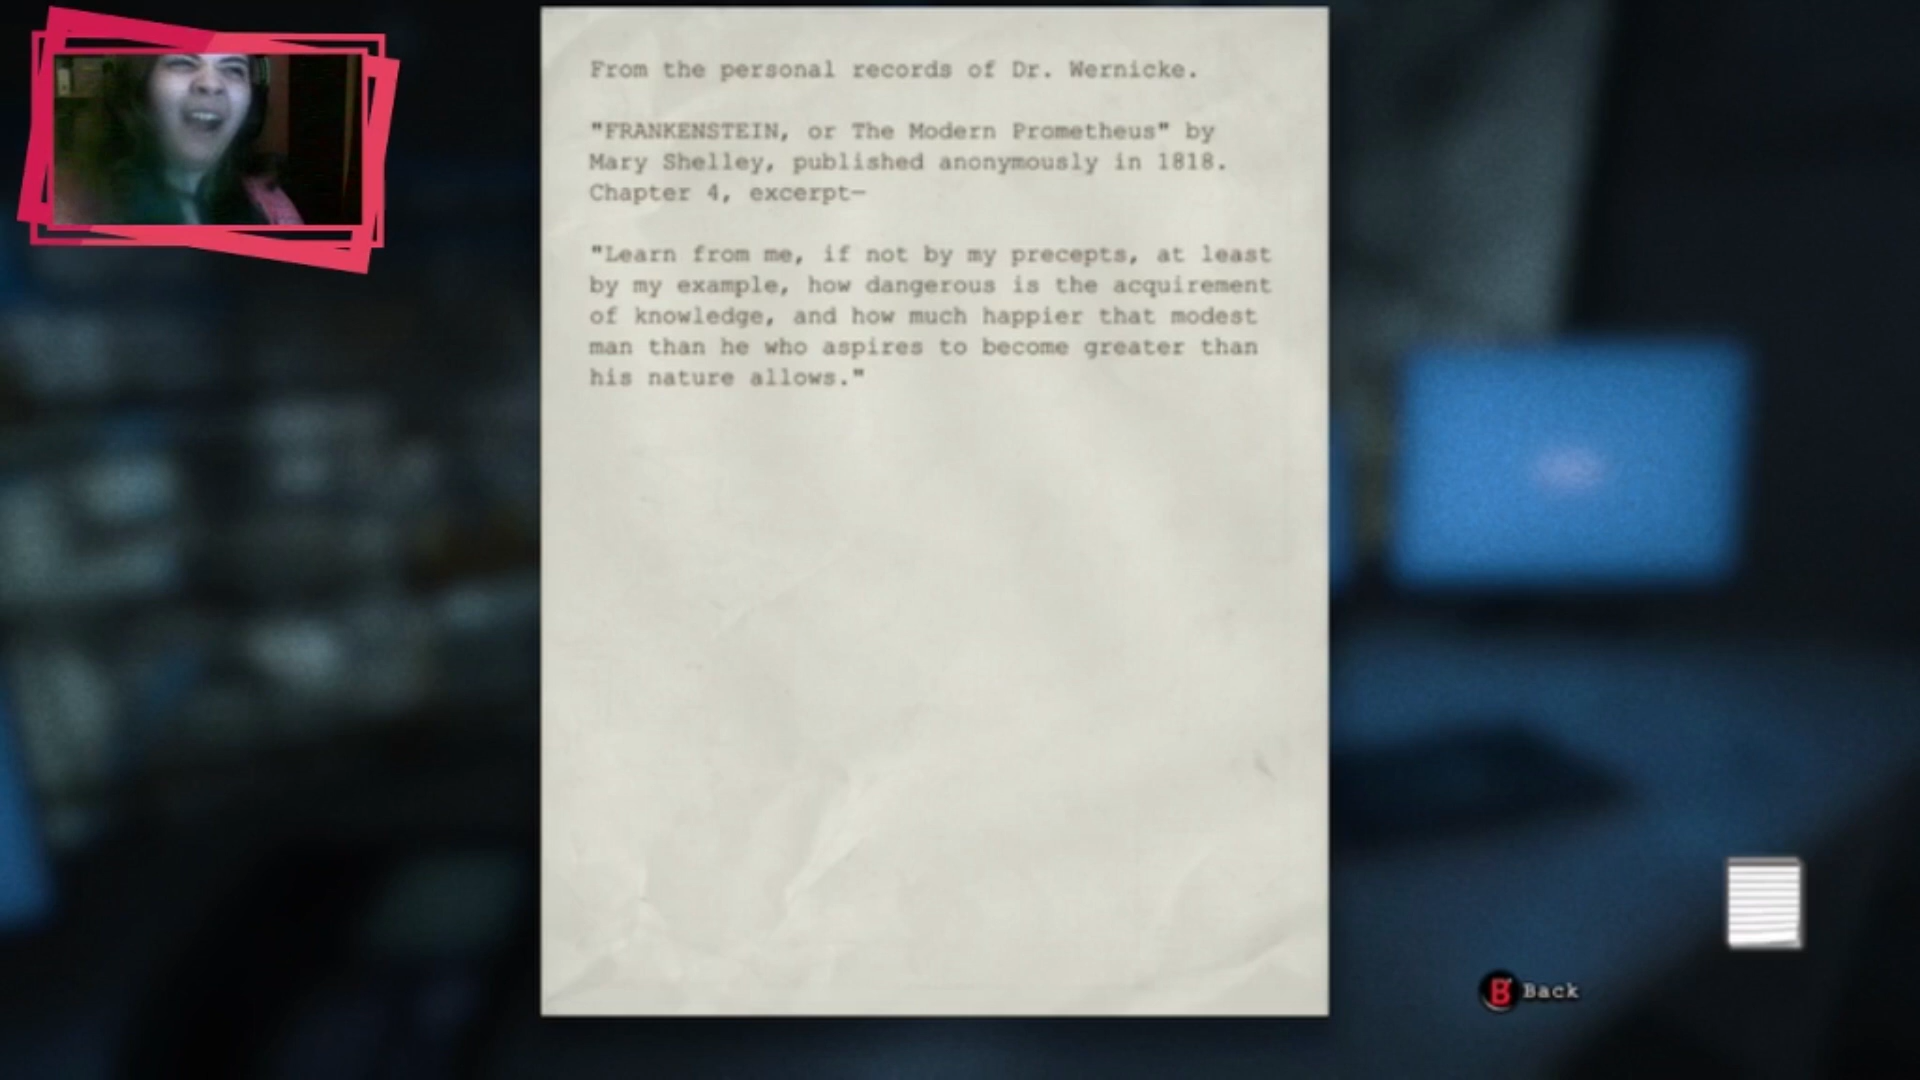 From the personal records of Dr. Wernicke.
"FRANKENSTEIN, or The Modern Prometheus" by
Mary Shelley, published anonymously in 1818.
Chapter 4, excerpt—
"Learn from me, if not by my precepts, at least
by my example, how dangerous is the acquirement
of knowledge, and how much happier that modest
man than he who aspires to become greater than
his nature allows."
B Back